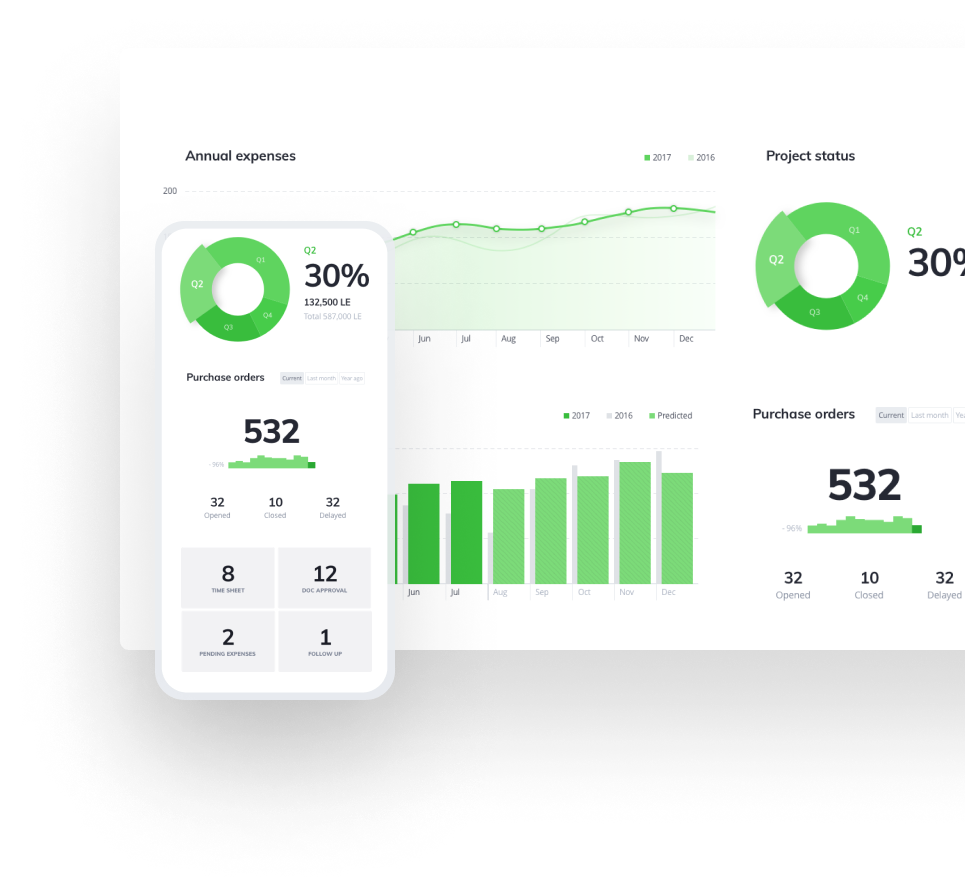 Annual expenses
2017 2016
200
Jun Jul Aug Sep Oct Nov Dec
Project status
Q1
Q2
Q3
Q4
Q2
30%
Q1
Q2
Q3
Q4
Q2
30%
132,500 LE
Total 587,000 LE
Purchase orders
Current Last month Year age
532
- 96%
32 10 32
Opened Closed Delayed
8 12
TIME SHEET DOC APPROVAL
2 1
PENDING EXPENSES FOLLOW UP
2017 2016 Predicted
Jun Jul Aug Sep Oct Nov Dec
Purchase orders
Current Last month
532
- 96%
32 10 32
Opened Closed Delayed